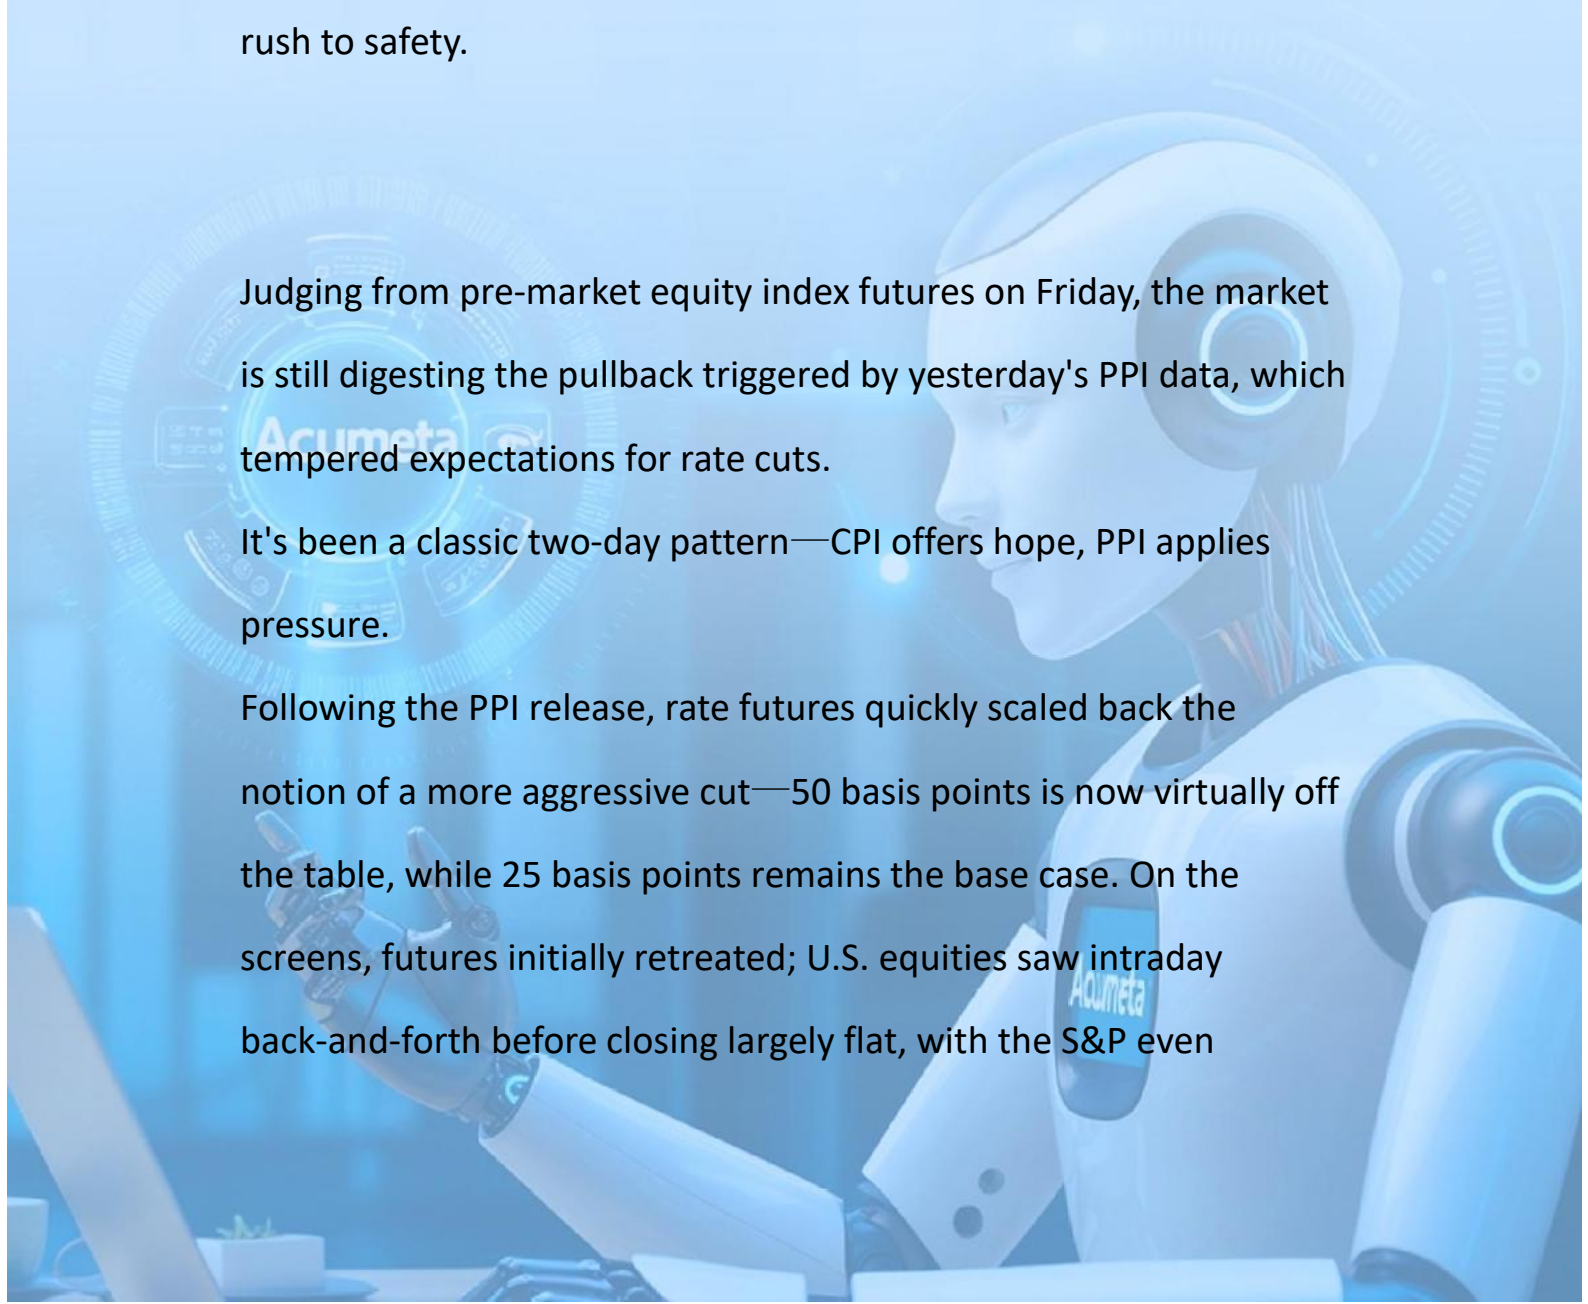 rush to safety.
Judging from pre-market equity index futures on Friday, the market
is still digesting the pullback triggered by yesterday's PPI data, which
Acumeta
tempered expectations for rate cuts.
It's been a classic two-day pattern—CPI offers hope, PPI applies
pressure.
Following the PPI release, rate futures quickly scaled back the
notion of a more aggressive cut—50 basis points is now virtually off
the table, while 25 basis points remains the base case. On the
screens, futures initially retreated; U.S. equities saw intraday
Acumeta
back-and-forth before closing largely flat, with the S&P even